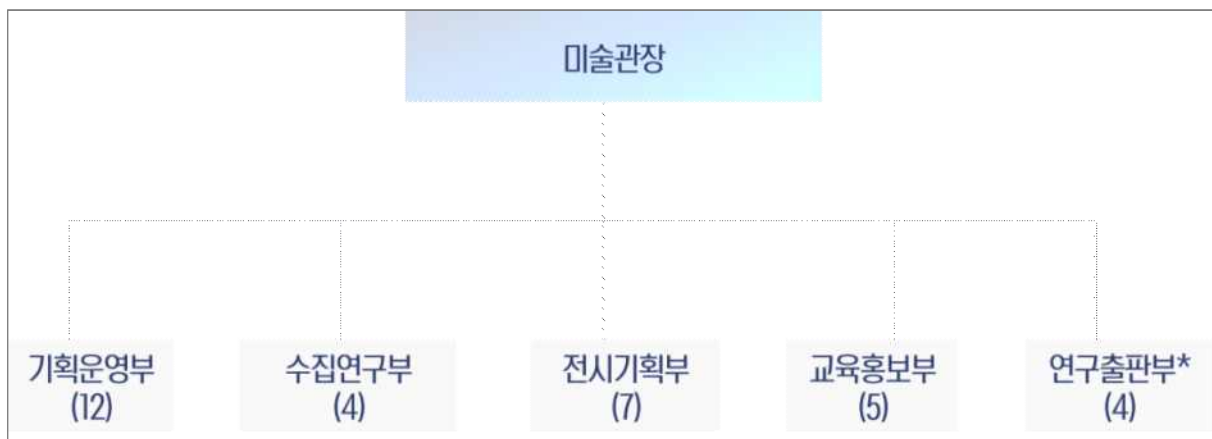 미술관장
기획운영부
(12)
수집연구부
(4)
전시기획부
(7)
교육홍보부
(5)
연구출판부*
(4)